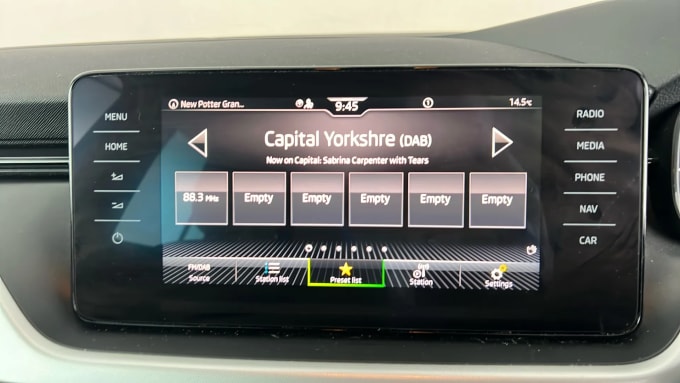 New Potter Gran...
9:45
14.5°C
MENU
HOME
RADIO
MEDIA
PHONE
NAV
CAR
Capital Yorkshre (DAB)
Now on Capital: Sabrina Carpenter with Tears
88.3 MHz
Empty
Empty
Empty
Empty
Empty
FM/DAB
Source
Station list
Preset list
Station
Settings